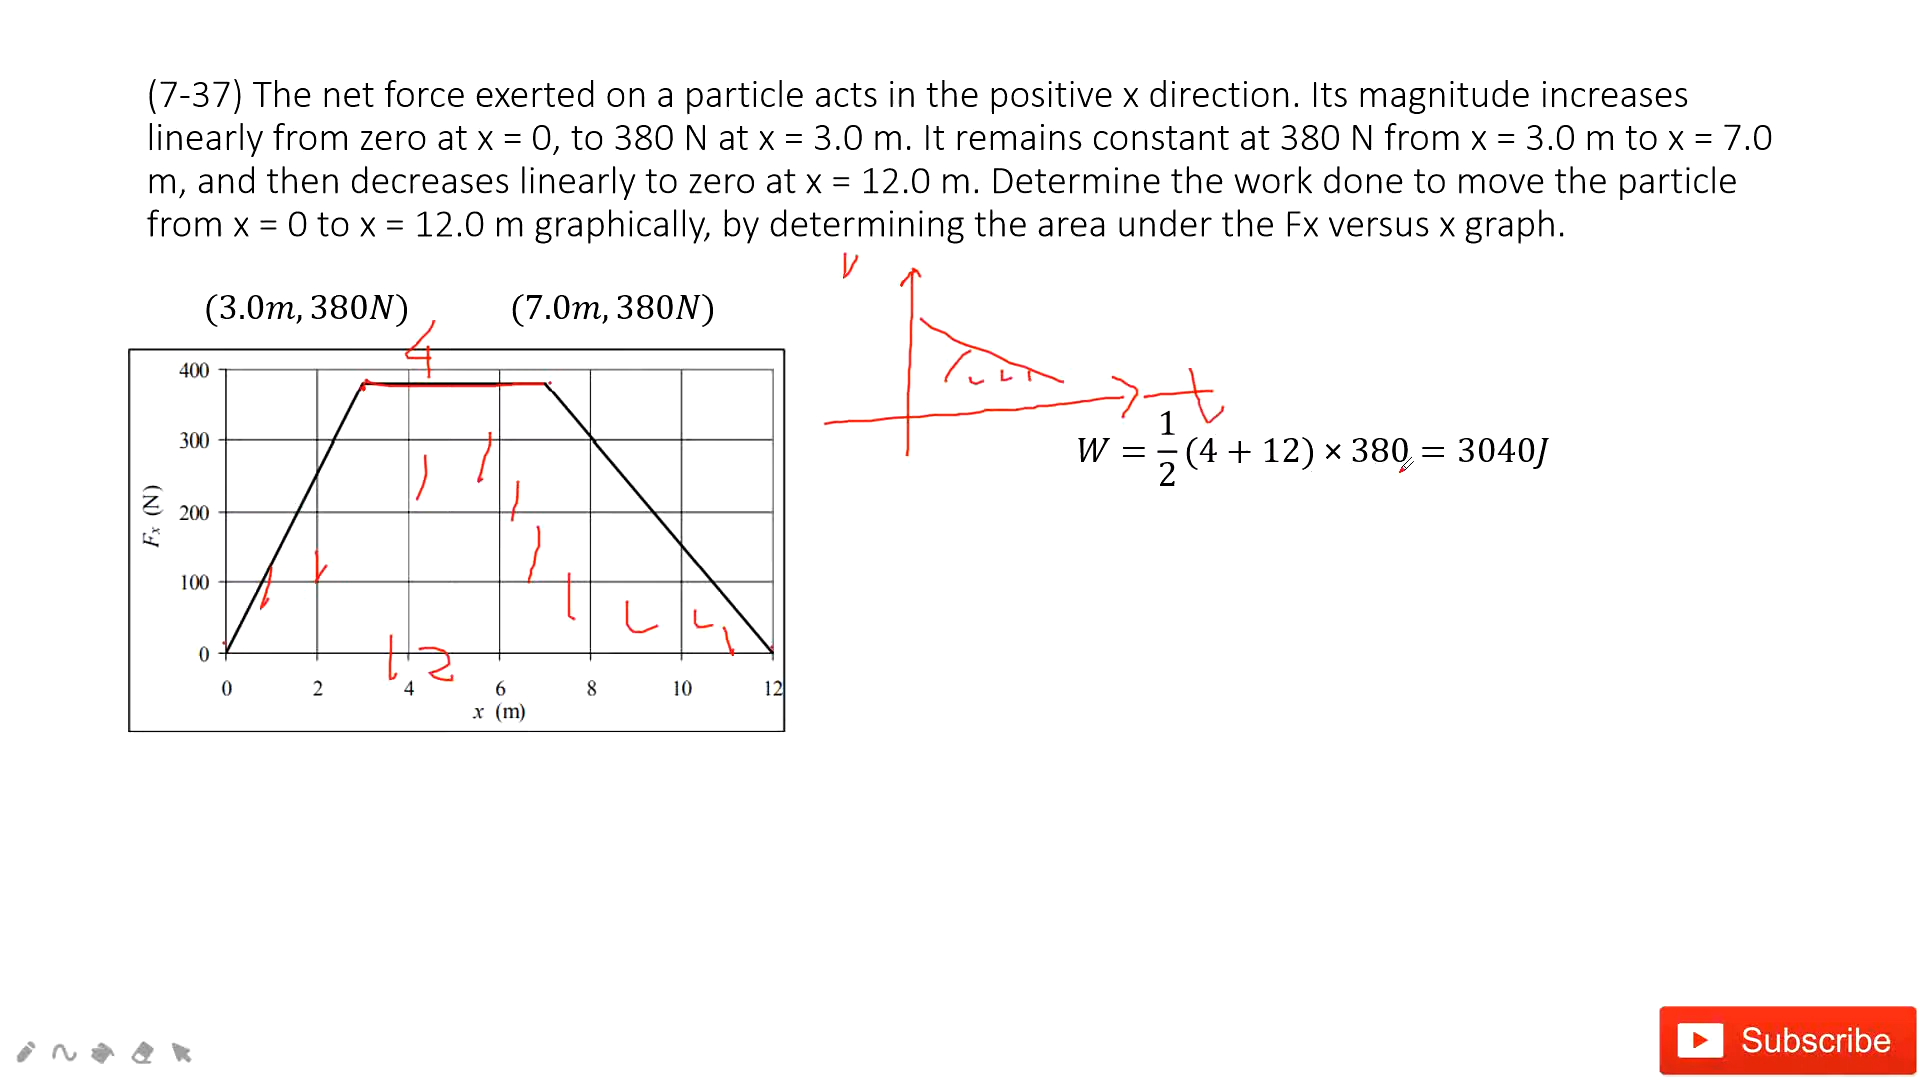 (7-37) The net force exerted on a particle acts in the positive x direction. Its magnitude increases
linearly from zero at x = 0, to 380 N at x = 3.0 m. It remains constant at 380 N from x = 3.0 m to x = 7.0
m, and then decreases linearly to zero at x = 12.0 m. Determine the work done to move the particle
from x = 0 to x = 12.0 m graphically, by determining the area under the Fx versus x graph.
(3.0m, 380N) (7.0m, 380N)
4
v
t
W = 1/2 (4 + 12) × 380 = 3040J
400
300
200
100
0
Fx (N)
12
0 2 4 6 8 10 12
x (m)
Subscribe